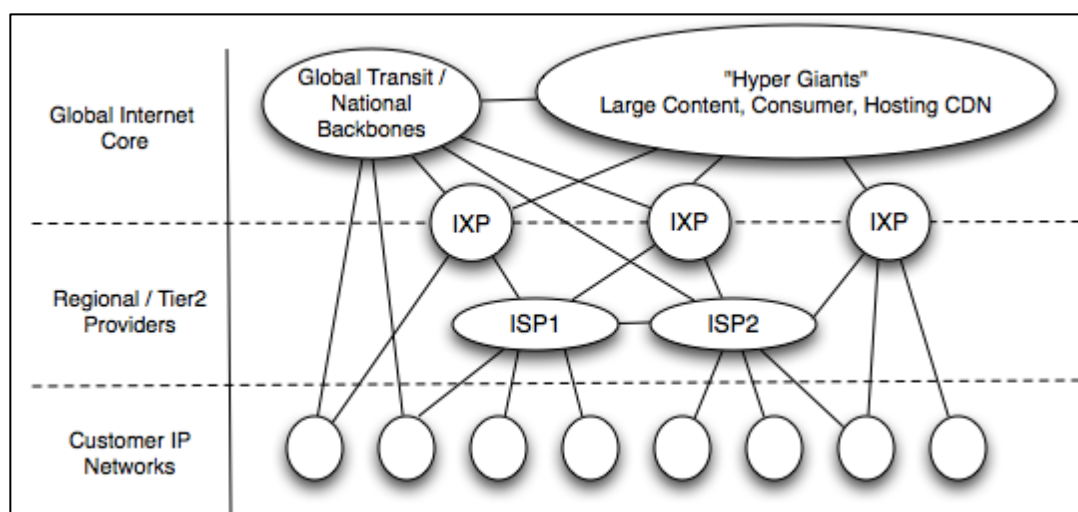 Global Internet
Core
Global Transit /
National
Backbones
"Hyper Giants"
Large Content, Consumer, Hosting CDN
IXP
IXP
IXP
Regional / Tier2
Providers
ISP1
ISP2
Customer IP
Networks